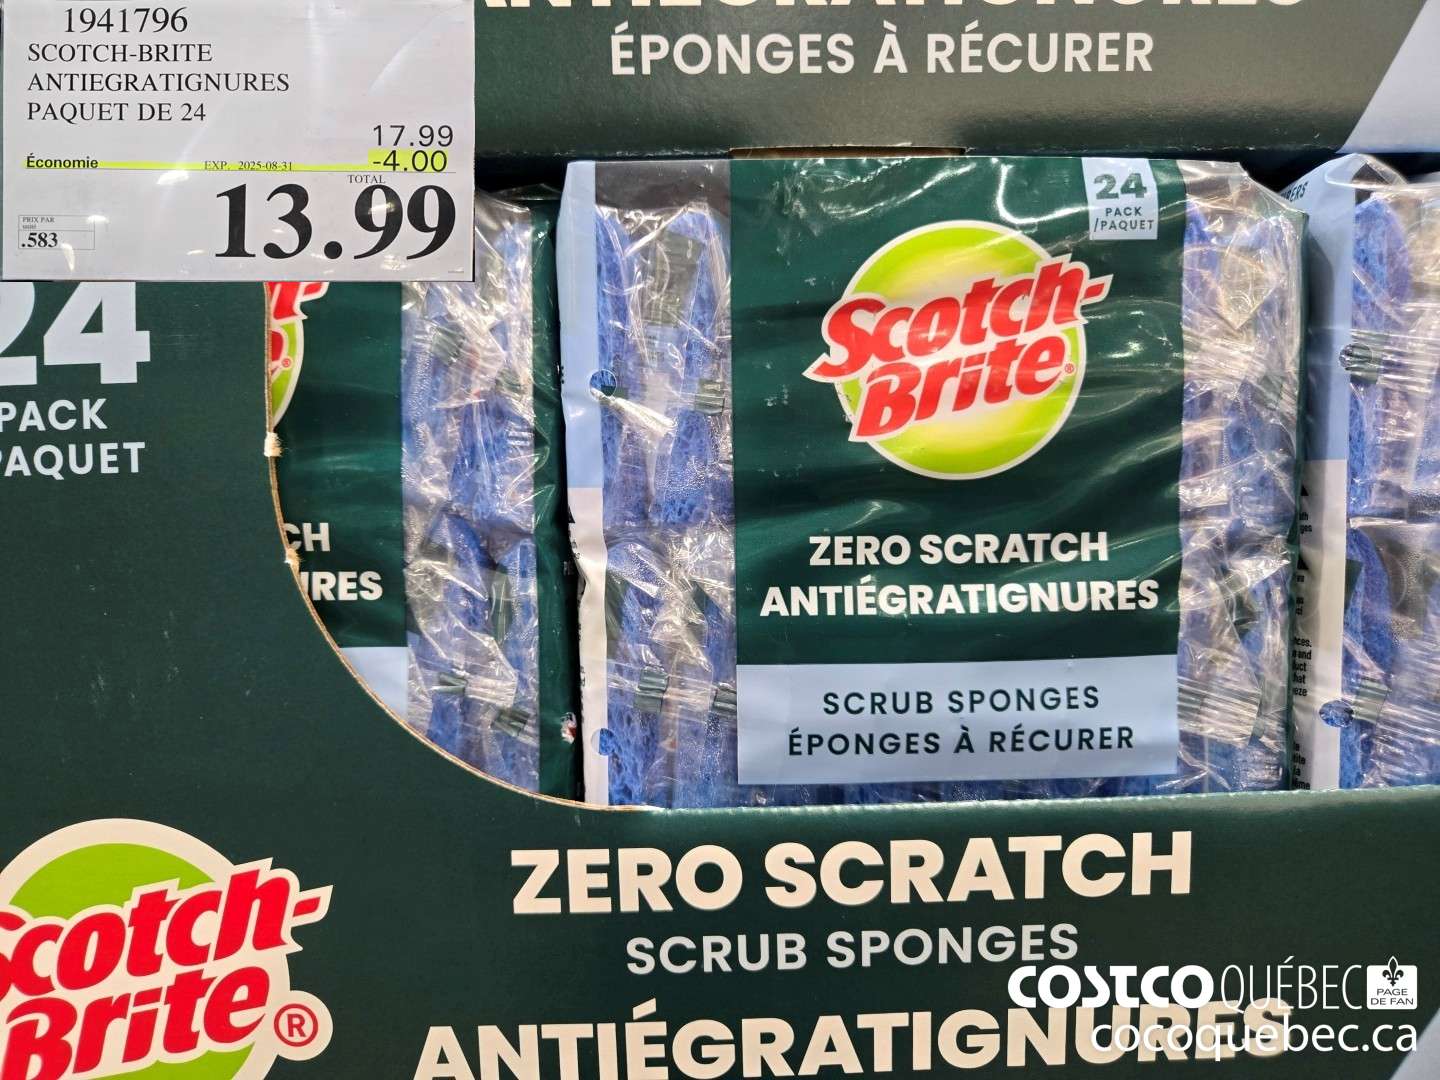 1941796
SCOTCH-BRITE
ANTIEGRATIGNURES
PAQUET DE 24
17.99
Économie EXP. 2025-08-31 -4.00
TOTAL
13.99
PRIX PAR
.583
ÉPONGES À RÉCURER
24
PACK
PAQUET
CH
URES
24
PACK
/PAQUET
Scotch-
Brite®
ZERO SCRATCH
ANTIÉGRATIGNURES
SCRUB SPONGES
ÉPONGES À RÉCURER
Scotch-
Brite®
ZERO SCRATCH
SCRUB SPONGES
ANTIÉGRATIGNURES
COSTCO QUÉBEC PAGE DE FAN
cocoquebec.ca